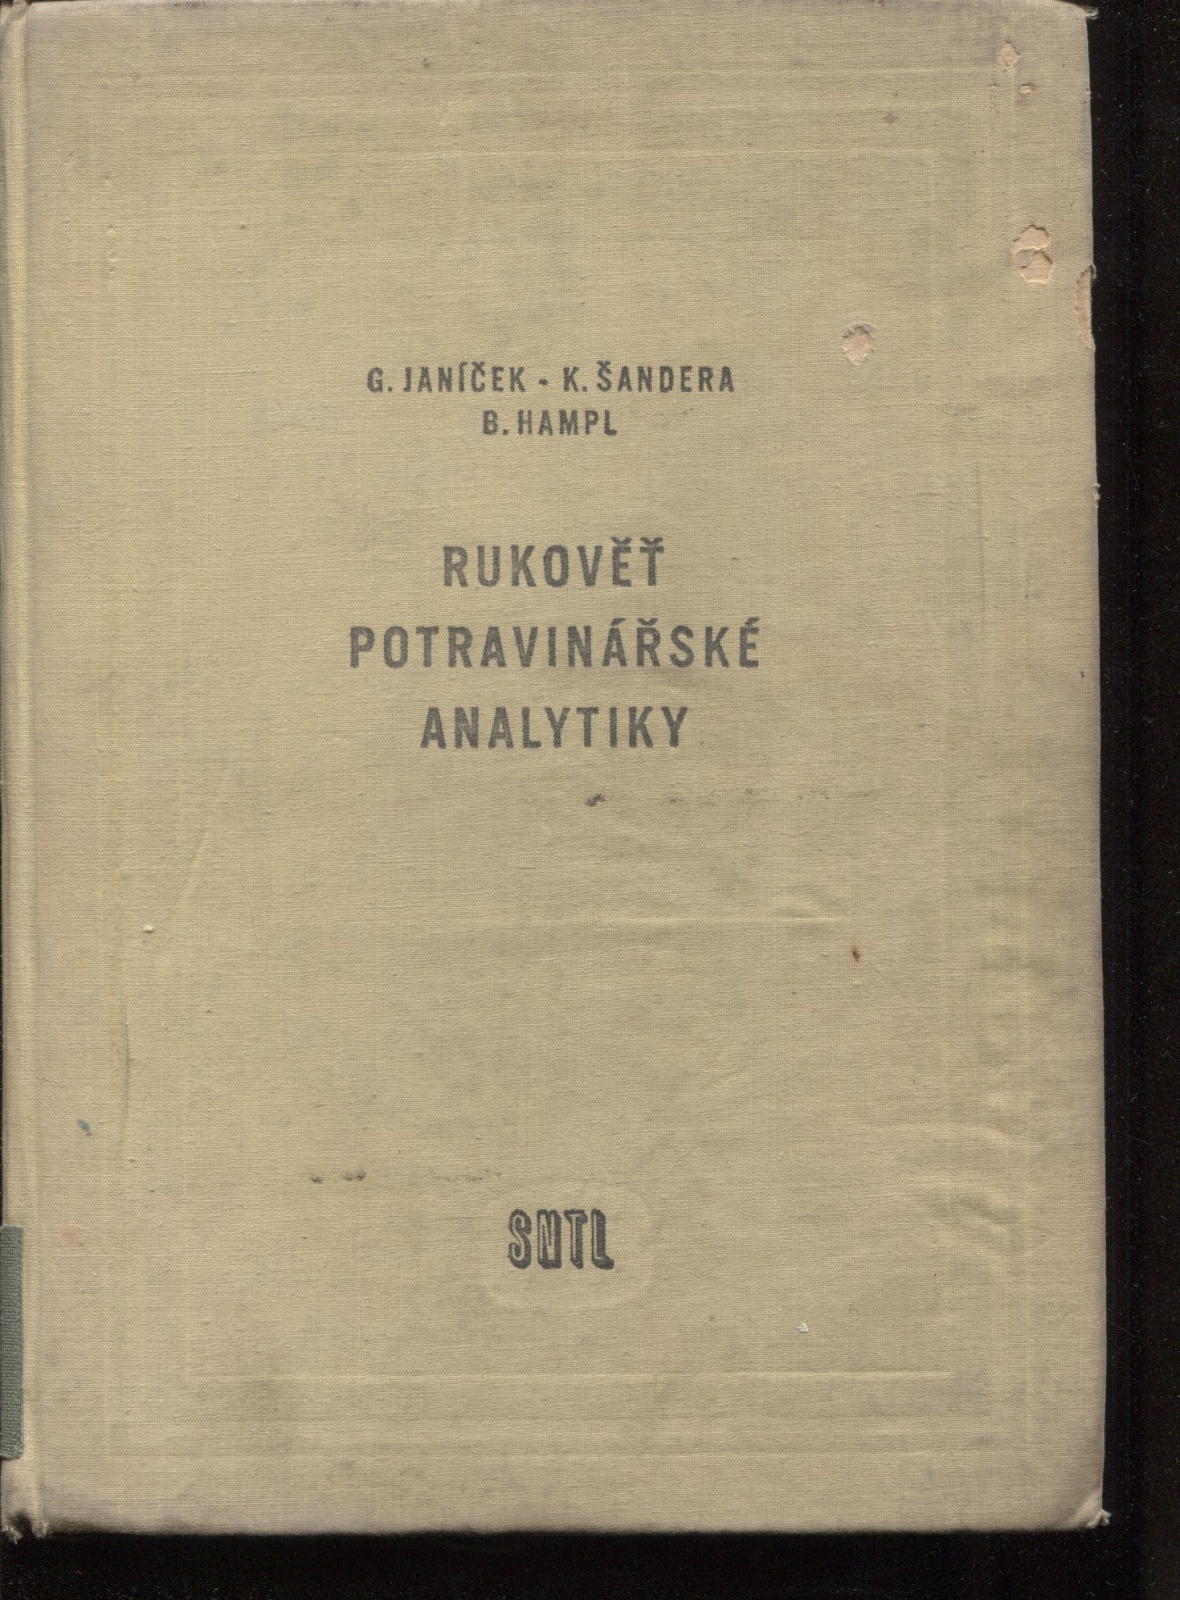 G. JANÍČEK - K. ŠANDERA
B. HAMPL
RUKOVĚŤ
POTRAVINÁŘSKÉ
ANALYTIKY
SNTL